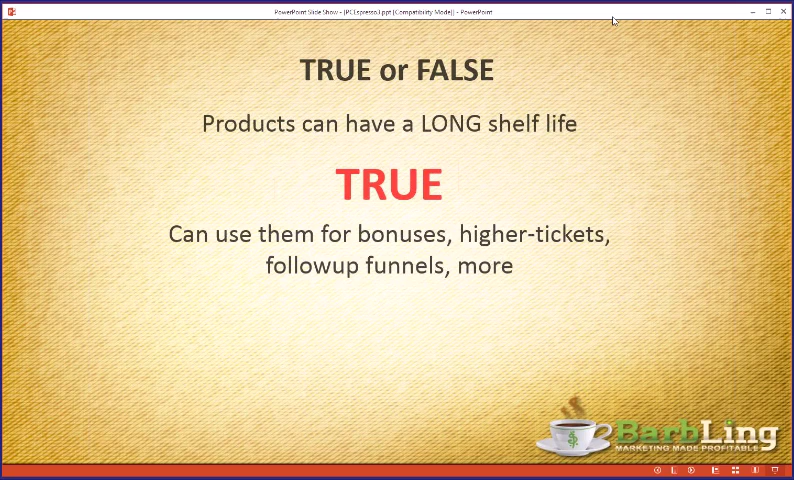 PowerPoint Slide Show - [PCEspresso3.ppt [Compatibility Mode]] - PowerPoint
TRUE or FALSE
Products can have a LONG shelf life
TRUE
Can use them for bonuses, higher-tickets,
followup funnels, more
$
BarbLing
MARKETING MADE PROFITABLE